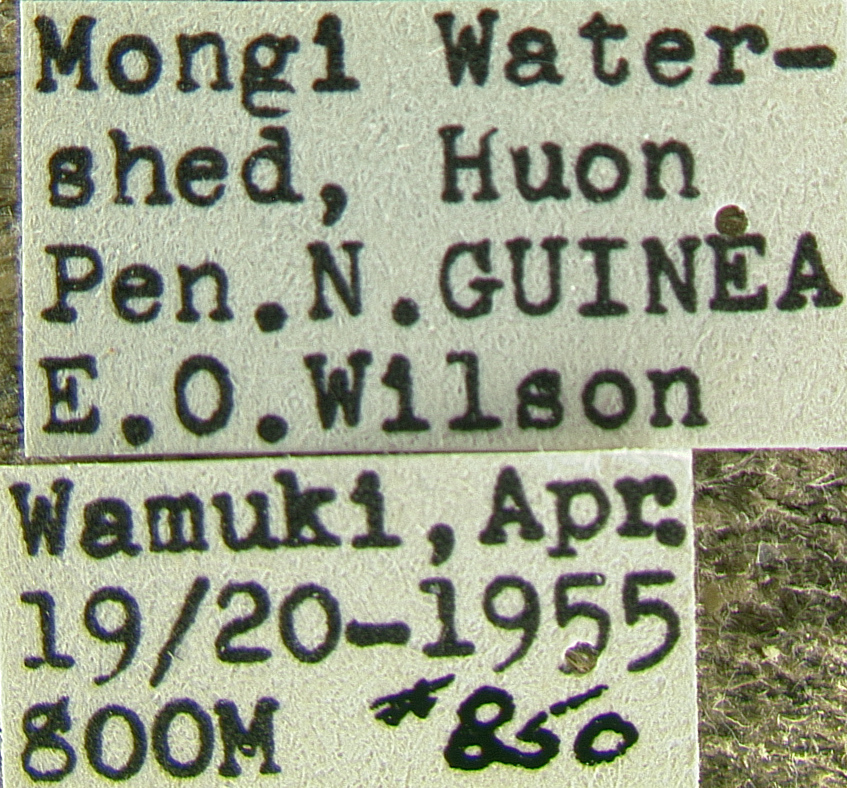 Mongi Water-
shed, Huon
Pen.N.GUINEA
E.O.Wilson
Wamuki,Apr.
19/20-1955
800M #850